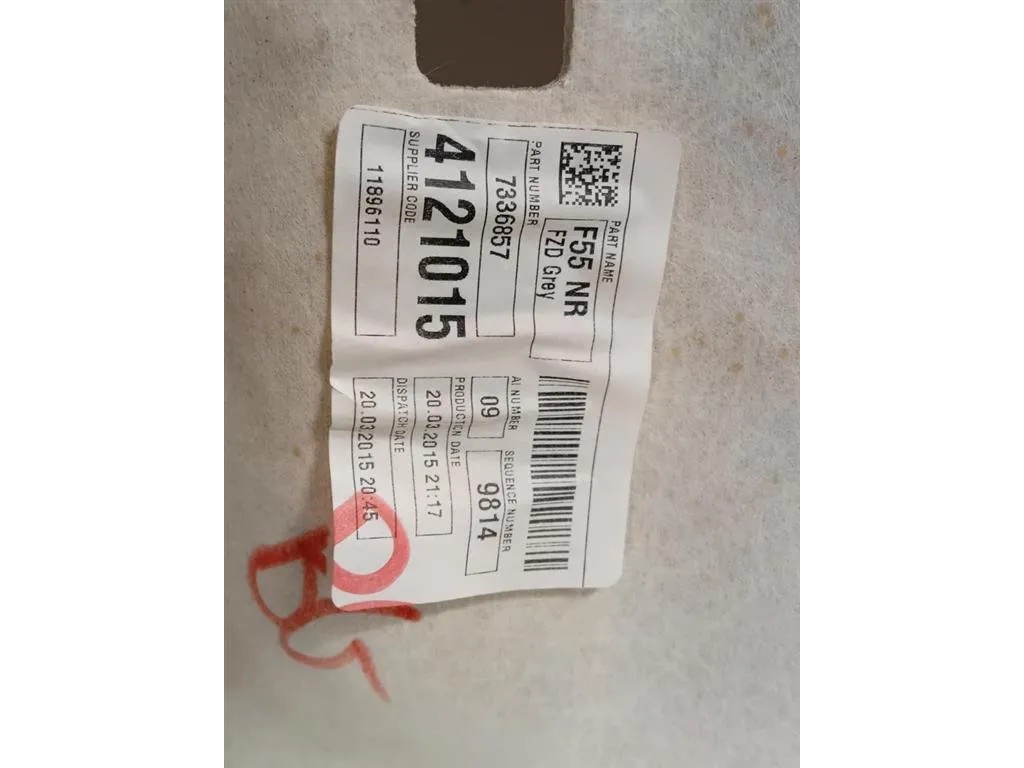 PART NAME
F55 NR
FZD Grey
PART NUMBER
7336857
4121015
SUPPLIER CODE
11896110
AI NUMBER
09
SEQUENCE NUMBER
9814
PRODUCTION DATE
20.03.2015 21:17
DISPATCH DATE
20.03.2015 20:45